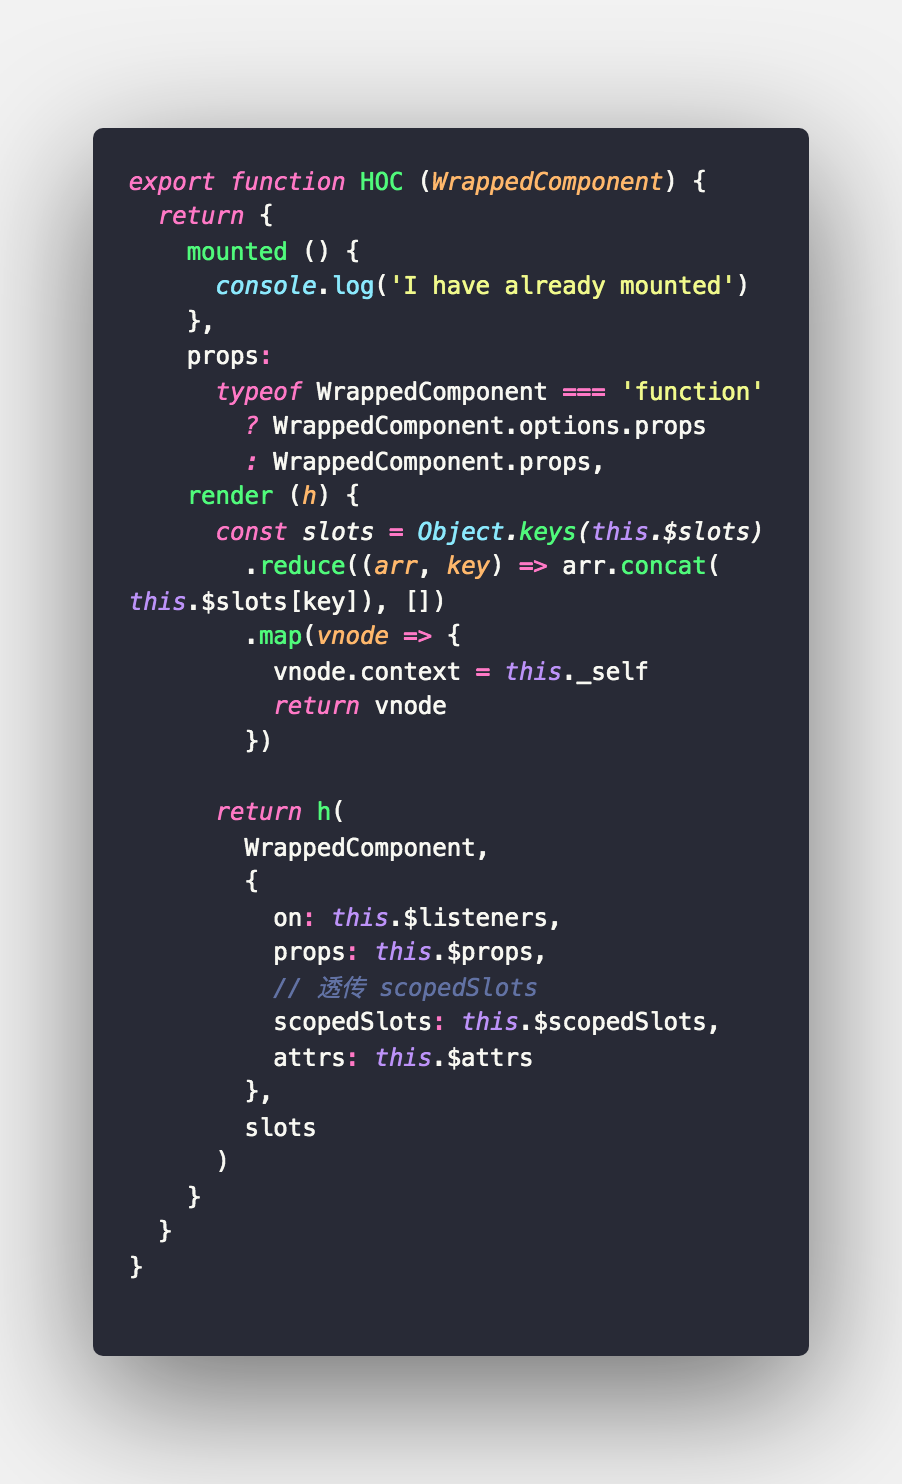 export function HOC (WrappedComponent) {
  return {
    mounted () {
      console.log('I have already mounted')
    },
    props:
      typeof WrappedComponent === 'function'
        ? WrappedComponent.options.props
        : WrappedComponent.props,
    render (h) {
      const slots = Object.keys(this.$slots)
        .reduce((arr, key) => arr.concat(
this.$slots[key]), [])
        .map(vnode => {
          vnode.context = this._self
          return vnode
        })

      return h(
        WrappedComponent,
        {
          on: this.$listeners,
          props: this.$props,
          // 透传 scopedSlots
          scopedSlots: this.$scopedSlots,
          attrs: this.$attrs
        },
        slots
      )
    }
  }
}